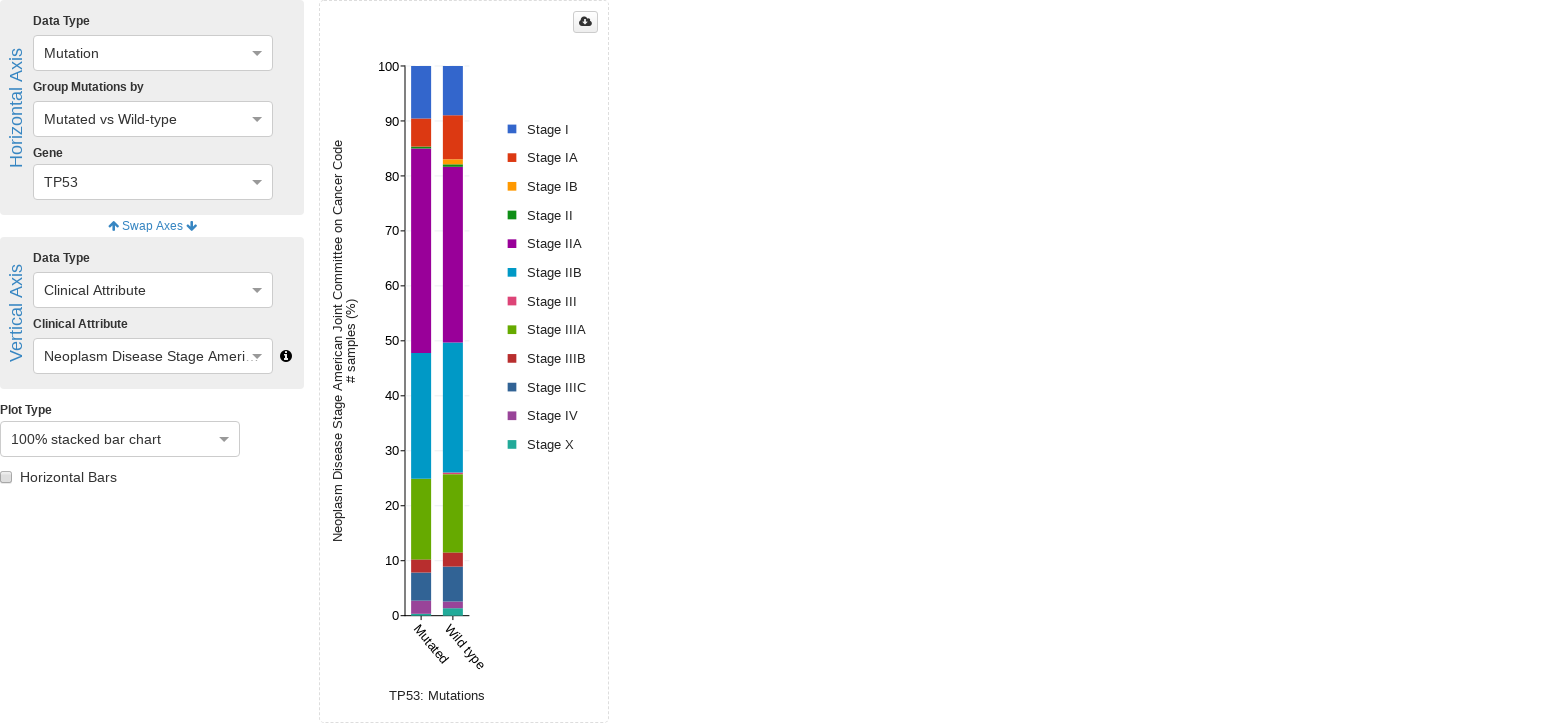 Horizontal Axis
Data Type
Mutation
Group Mutations by
Mutated vs Wild-type
Gene
TP53
Swap Axes
Vertical Axis
Data Type
Clinical Attribute
Clinical Attribute
Neoplasm Disease Stage Ameri...
Plot Type
100% stacked bar chart
Horizontal Bars
Neoplasm Disease Stage American Joint Committee on Cancer Code
# samples (%)
100
90
80
70
60
50
40
30
20
10
0
Mutated
Wild type
TP53: Mutations
Stage I
Stage IA
Stage IB
Stage II
Stage IIA
Stage IIB
Stage III
Stage IIIA
Stage IIIB
Stage IIIC
Stage IV
Stage X